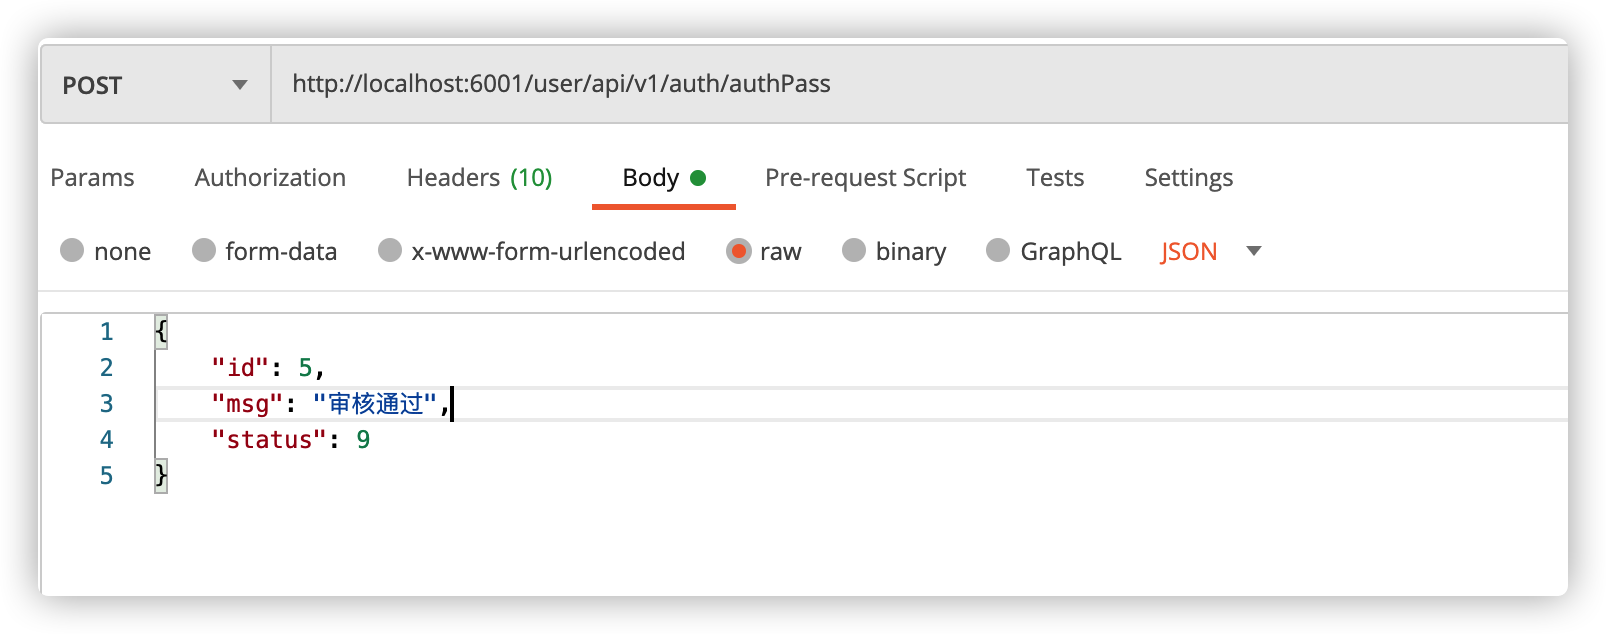 POST http://localhost:6001/user/api/v1/auth/authPass
Params Authorization Headers (10) Body Pre-request Script Tests Settings
none form-data x-www-form-urlencoded raw binary GraphQL JSON
1 {
2 "id": 5,
3 "msg": "审核通过",
4 "status": 9
5 }